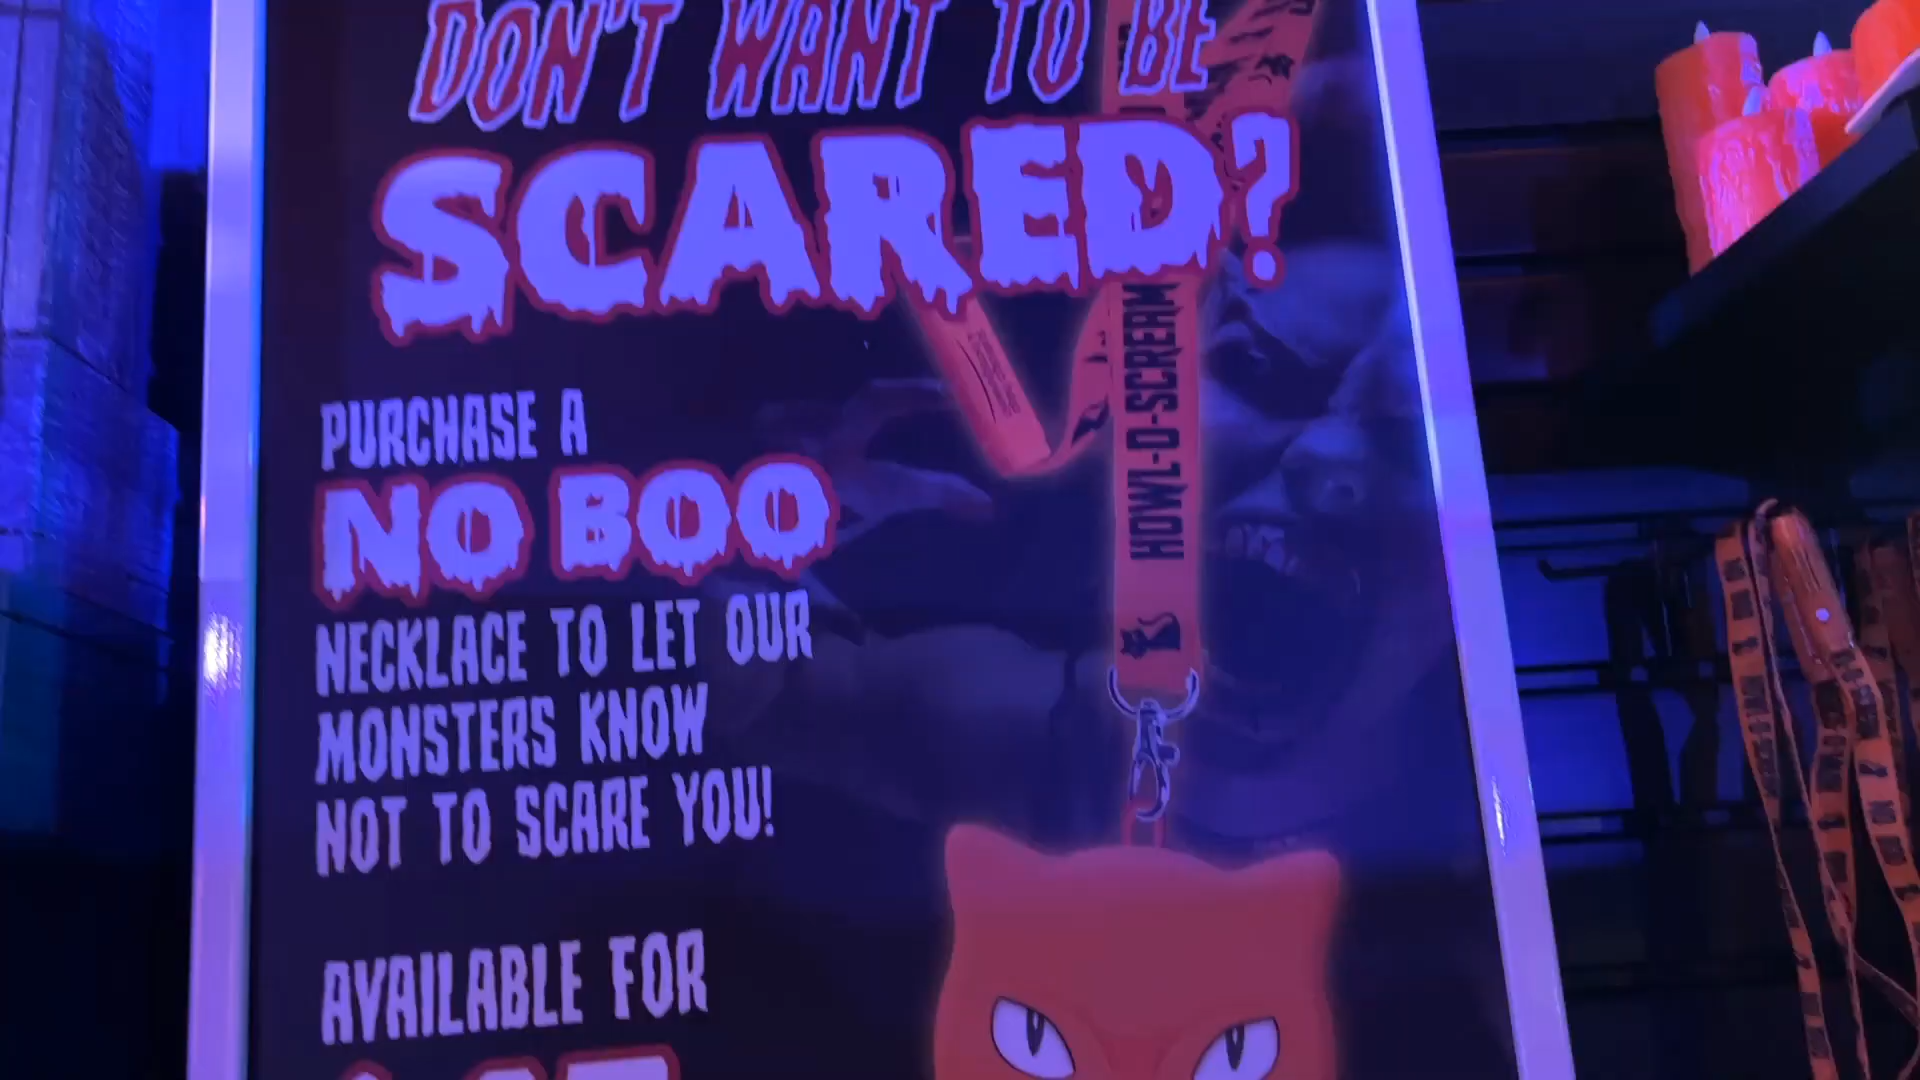 DON'T WANT TO BE
SCARED?
PURCHASE A
NO BOO
NECKLACE TO LET OUR
MONSTERS KNOW
NOT TO SCARE YOU!
AVAILABLE FOR
HOWL-O-SCREAM